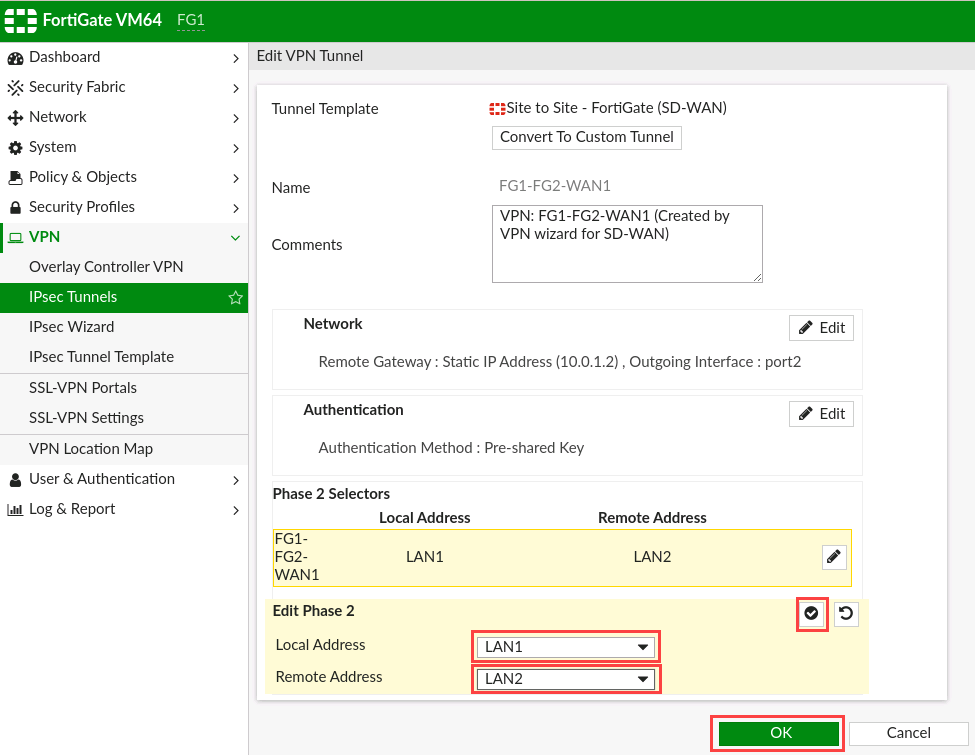 FortiGate VM64 FG1
Dashboard
Security Fabric
Network
System
Policy & Objects
Security Profiles
VPN
Overlay Controller VPN
IPsec Tunnels
IPsec Wizard
IPsec Tunnel Template
SSL-VPN Portals
SSL-VPN Settings
VPN Location Map
User & Authentication
Log & Report
Edit VPN Tunnel
Tunnel Template Site to Site - FortiGate (SD-WAN)
Convert To Custom Tunnel
Name FG1-FG2-WAN1
Comments
VPN: FG1-FG2-WAN1 (Created by
VPN wizard for SD-WAN)
Network Edit
Remote Gateway : Static IP Address (10.0.1.2) , Outgoing Interface : port2
Authentication Edit
Authentication Method : Pre-shared Key
Phase 2 Selectors
Local Address Remote Address
FG1-
FG2-
WAN1
LAN1 LAN2
Edit Phase 2
Local Address LAN1
Remote Address LAN2
OK Cancel